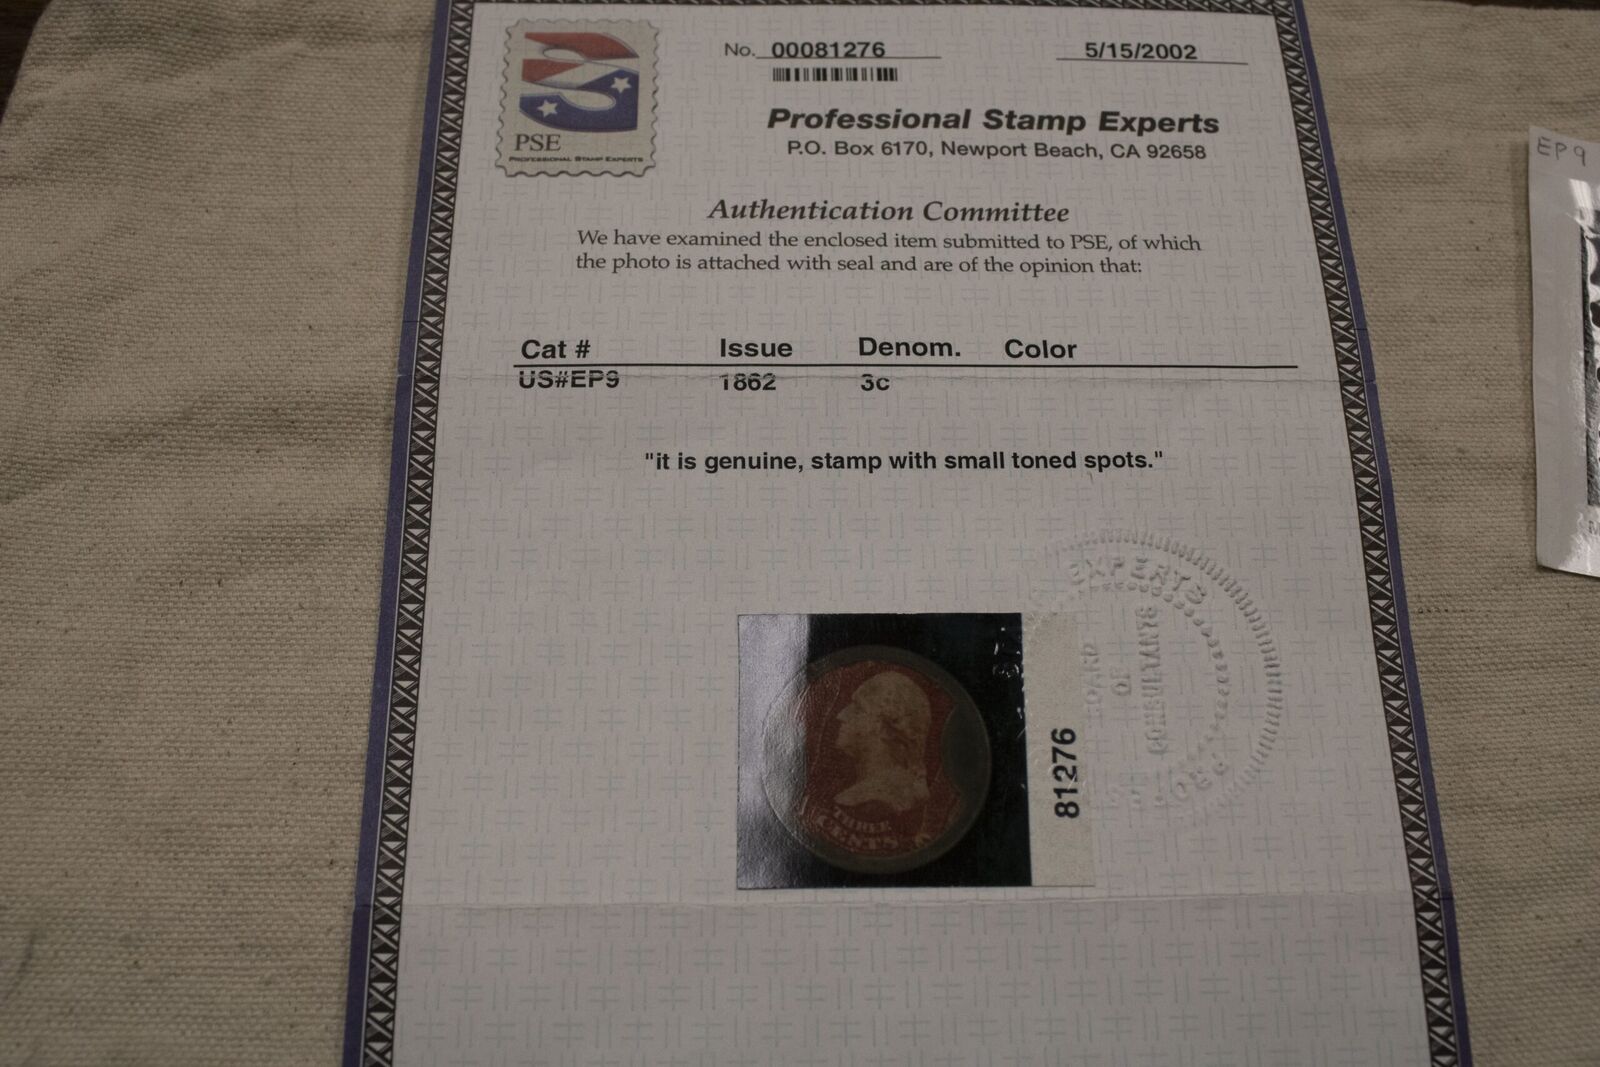 No. 00081276
5/15/2002
PSE
PROFESSIONAL STAMP EXPERTS
Professional Stamp Experts
P.O. Box 6170, Newport Beach, CA 92658
Authentication Committee
We have examined the enclosed item submitted to PSE, of which
the photo is attached with seal and are of the opinion that:
Cat # Issue Denom. Color
US#EP9 1862 3c
"it is genuine, stamp with small toned spots."
EXPERTS
BOARD
OF
CONSULTANTS
THREE
CENTS
81276
EP9